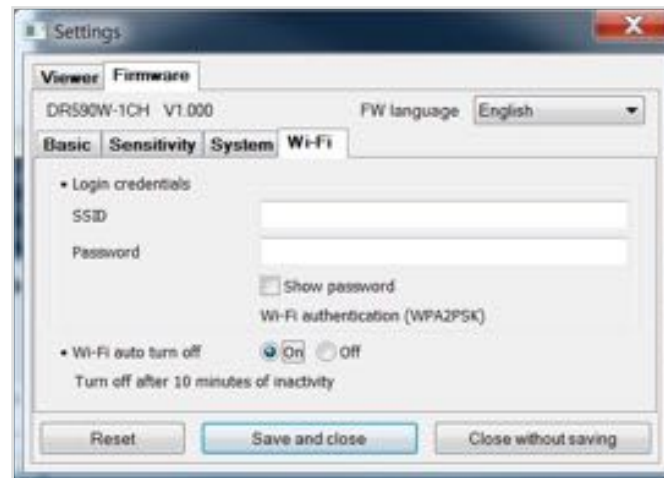 Settings
Viewer Firmware
DR590W-1CH V1.000 FW language English
Basic Sensitivity System Wi-Fi
• Login credentials
SSID
Password
Show password
Wi-Fi authentication (WPA2PSK)
• Wi-Fi auto turn off On Off
Turn off after 10 minutes of inactivity
Reset Save and close Close without saving